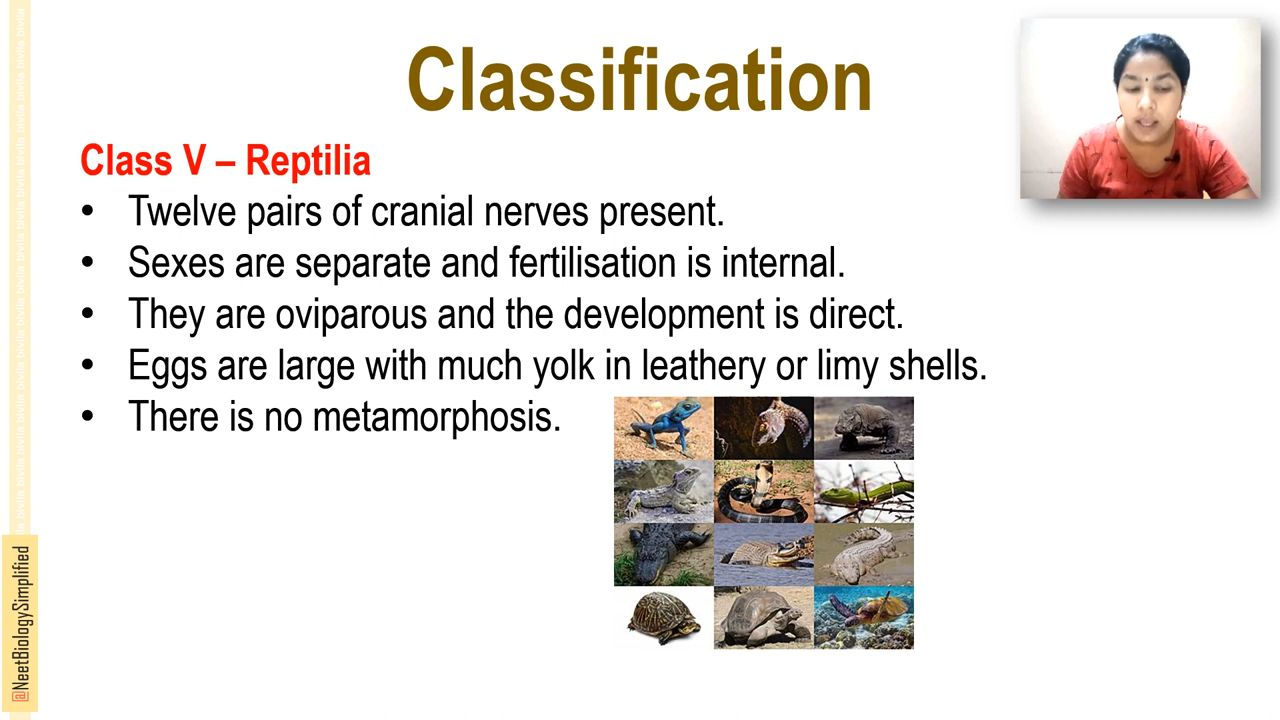 Classification
Class V – Reptilia
• Twelve pairs of cranial nerves present.
• Sexes are separate and fertilisation is internal.
• They are oviparous and the development is direct.
• Eggs are large with much yolk in leathery or limy shells.
• There is no metamorphosis.
@NeetBiologySimplified